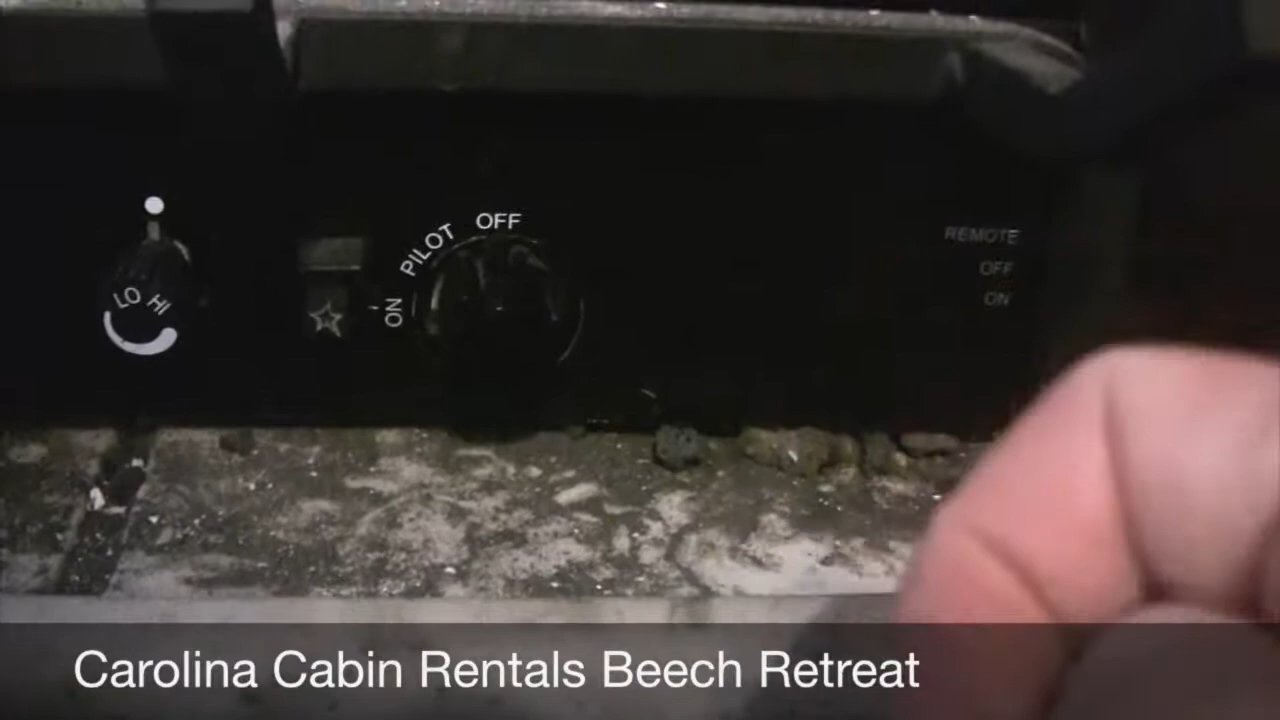 OFF
PILOT
ON
LO HI
REMOTE
OFF
ON
Carolina Cabin Rentals Beech Retreat